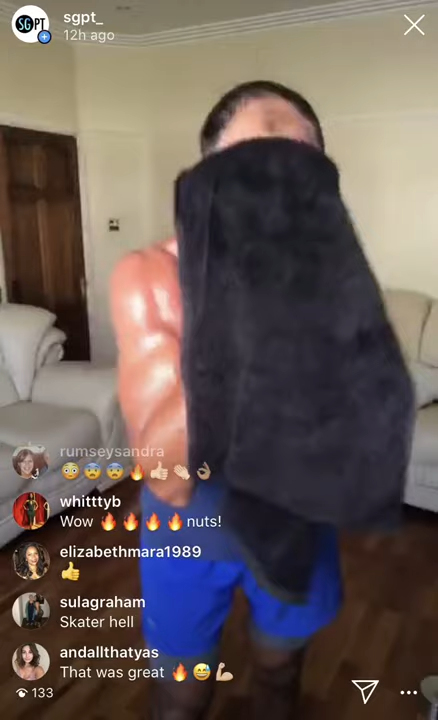 SGPT
sgpt_
12h ago
rumseysandra
😳😨😨🔥👍🏼👏🏼👌🏼
whitttyb
Wow 🔥🔥🔥🔥nuts!
elizabethmara1989
👍
sulagraham
Skater hell
andallthatyas
That was great 🔥😅💪🏼
133